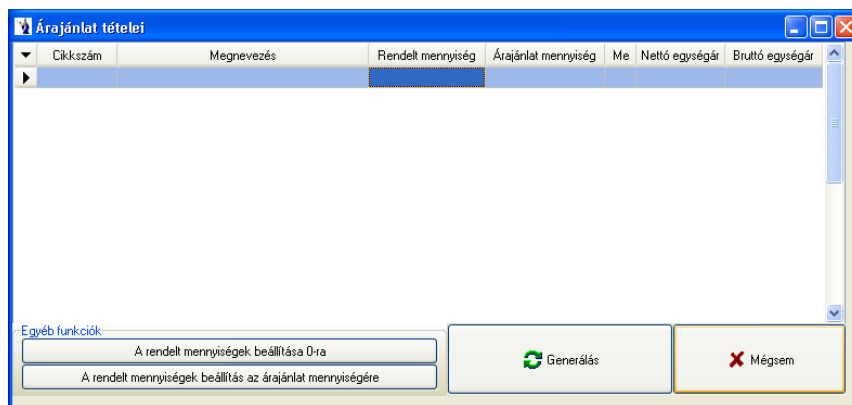 Árajánlat tételei
Cikkszám Megnevezés Rendelt mennyiség Árajánlat mennyiség Me Nettó egységár Bruttó egységár
Egyéb funkciók
A rendelt mennyiségek beállítása 0-ra
A rendelt mennyiségek beállítás az árajánlat mennyiségére
Generálás
Mégsem